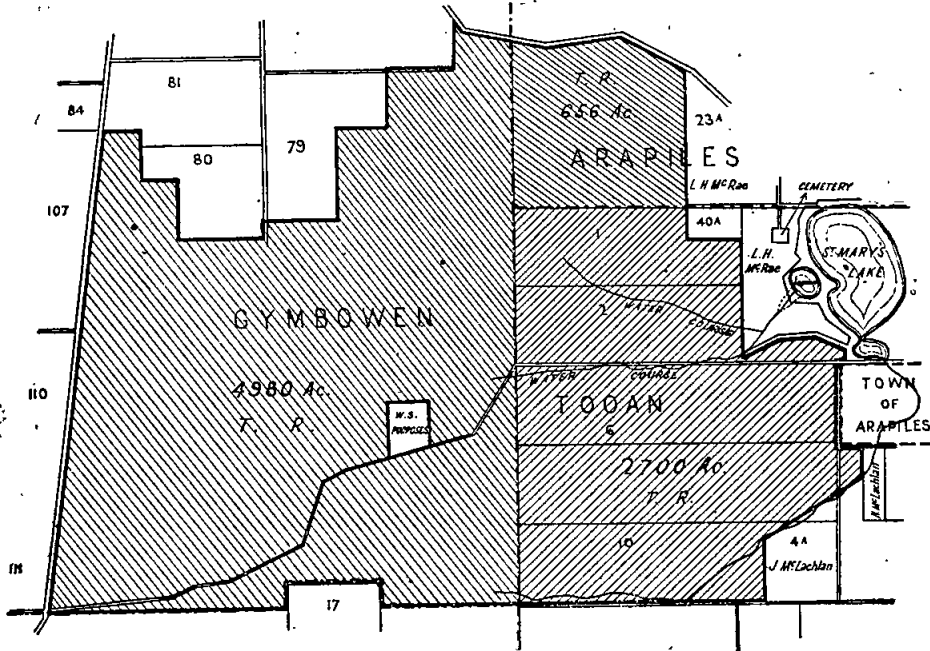 T. R.
656 Ac.
81
84
23A
79
80
ARAPILES
L H McRae
CEMETERY
107
40A
1
L.H.
McRae
ST MARYS
LAKE
2
WATER COURSE
GYMBOWEN
4980 Ac.
T. R.
WATER COURSE
TOWN
OF
ARAPILES
110
W.S.
PURPOSES
TOOAN
6
2700 Ac.
T. R.
McLachlan
10
4A
J McLachlan
111
17